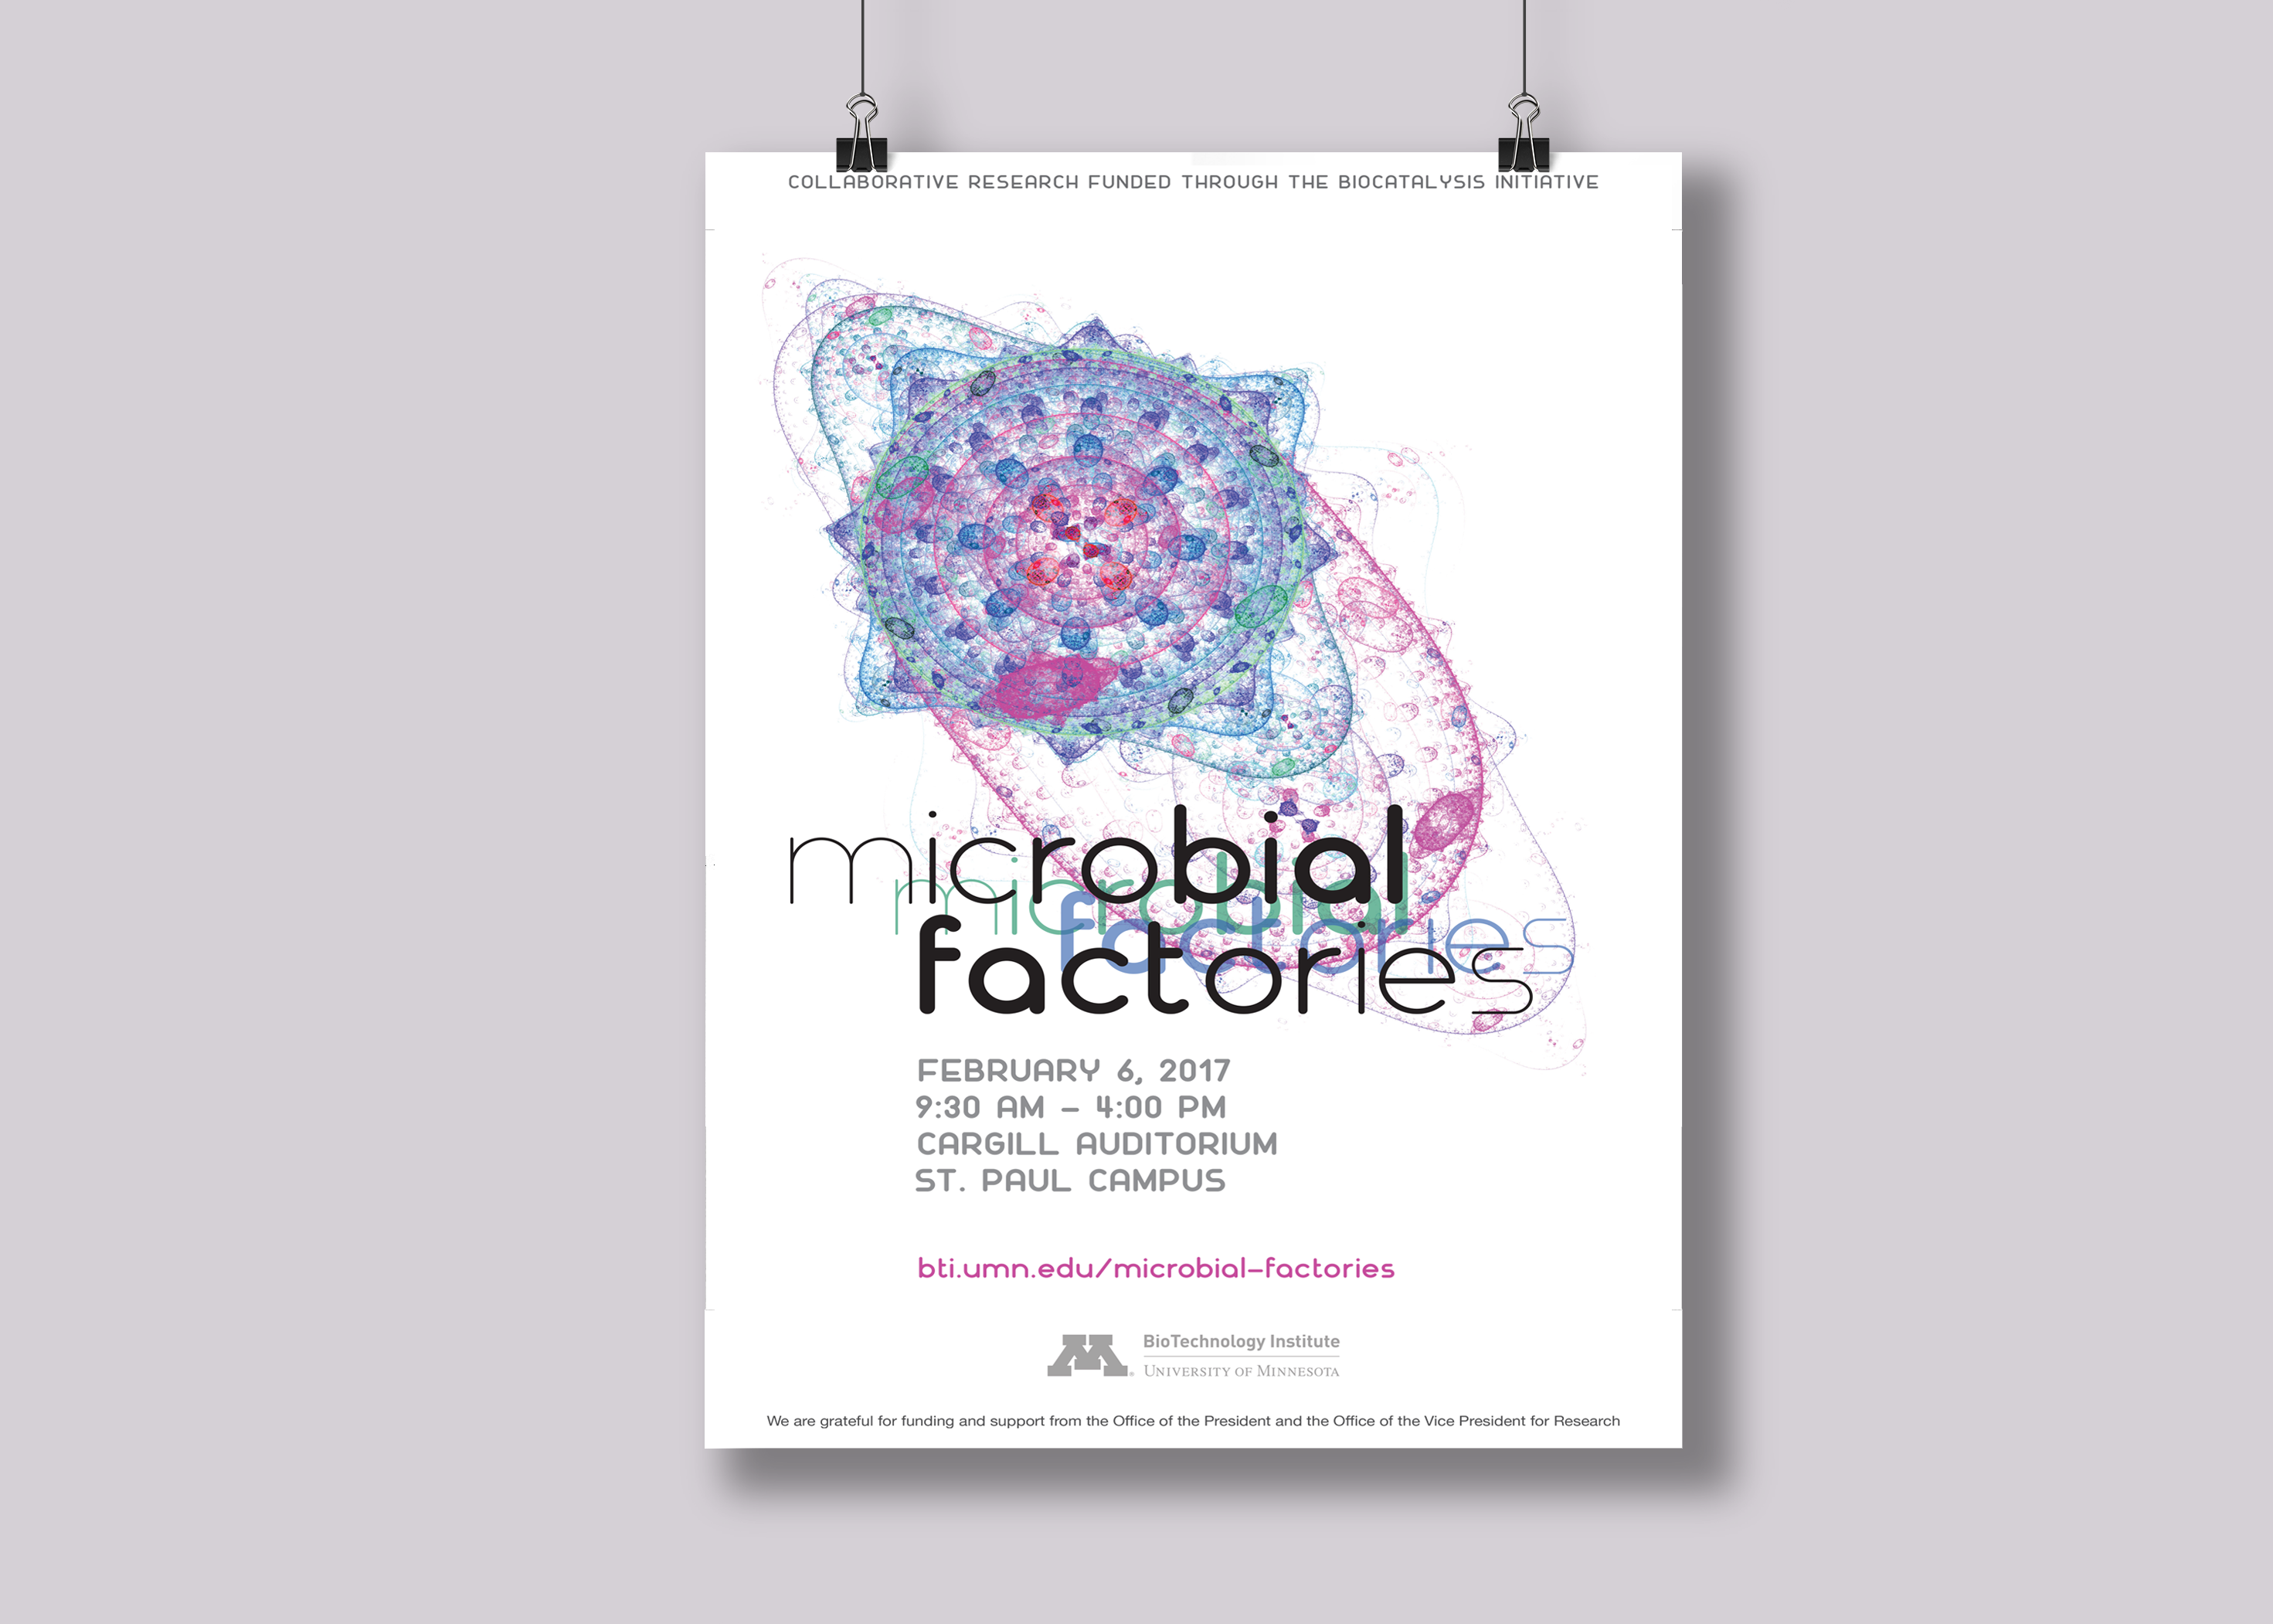 COLLABORATIVE RESEARCH FUNDED THROUGH THE BIOCATALYSIS INITIATIVE
microbial
microbial
factories
factories
FEBRUARY 6, 2017
9:30 AM – 4:00 PM
CARGILL AUDITORIUM
ST. PAUL CAMPUS
bti.umn.edu/microbial-factories
M
BioTechnology Institute
UNIVERSITY OF MINNESOTA
We are grateful for funding and support from the Office of the President and the Office of the Vice President for Research